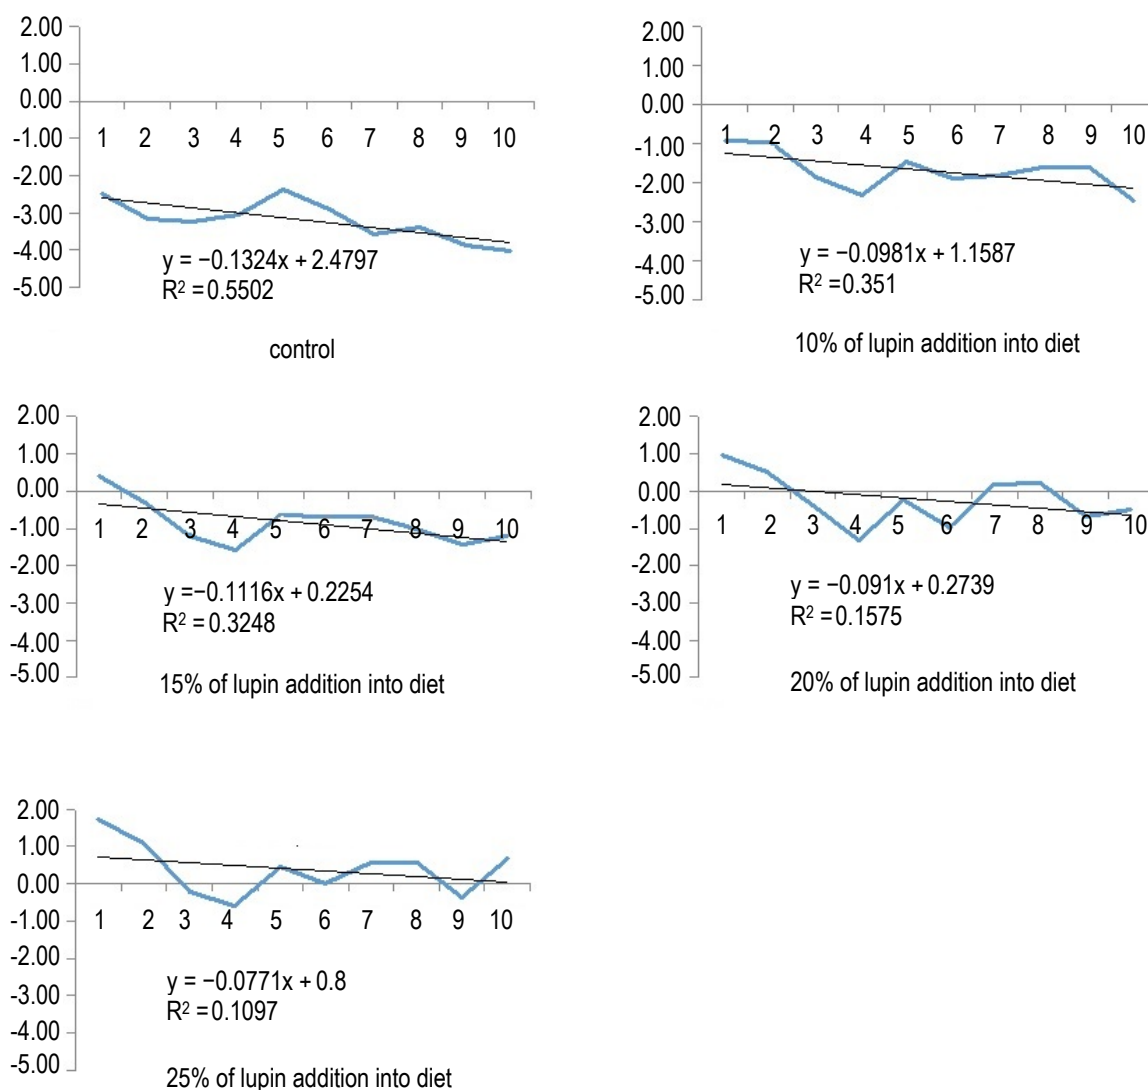 2.00
1.00
0.00
-1.00
-2.00
-3.00
-4.00
-5.00
1 2 3 4 5 6 7 8 9 10
y = −0.1324x + 2.4797
R² =0.5502
control
2.00
1.00
0.00
-1.00
-2.00
-3.00
-4.00
-5.00
1 2 3 4 5 6 7 8 9 10
y = −0.0981x + 1.1587
R² =0.351
10% of lupin addition into diet
2.00
1.00
0.00
-1.00
-2.00
-3.00
-4.00
-5.00
1 2 3 4 5 6 7 8 9 10
y =−0.1116x + 0.2254
R² = 0.3248
15% of lupin addition into diet
2.00
1.00
0.00
-1.00
-2.00
-3.00
-4.00
-5.00
1 2 3 4 5 6 7 8 9 10
y = −0.091x + 0.2739
R² = 0.1575
20% of lupin addition into diet
2.00
1.00
0.00
-1.00
-2.00
-3.00
-4.00
-5.00
1 2 3 4 5 6 7 8 9 10
y = −0.0771x + 0.8
R² =0.1097
25% of lupin addition into diet